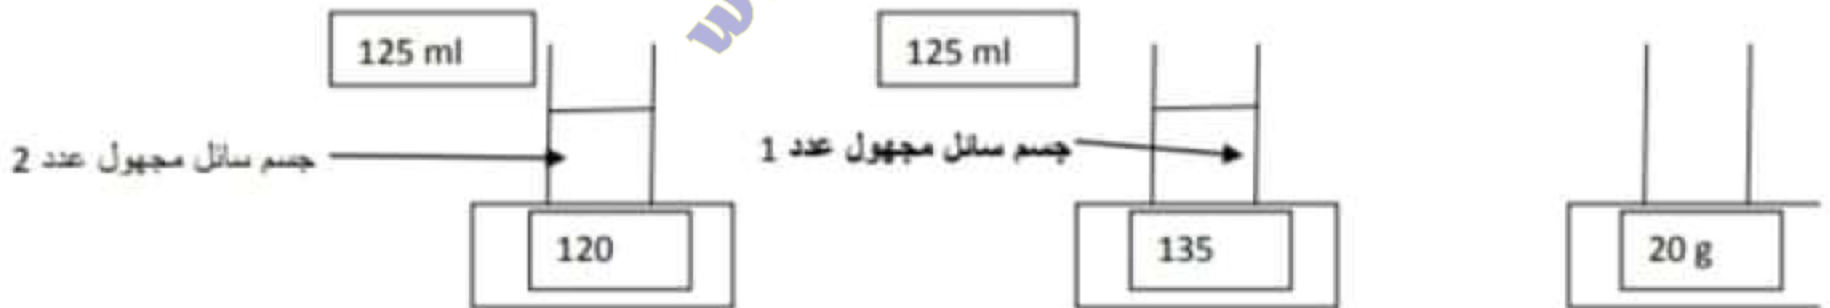 125 ml
125 ml
جسم سائل مجهول عدد 1
جسم سائل مجهول عدد 2
20 g
135
120